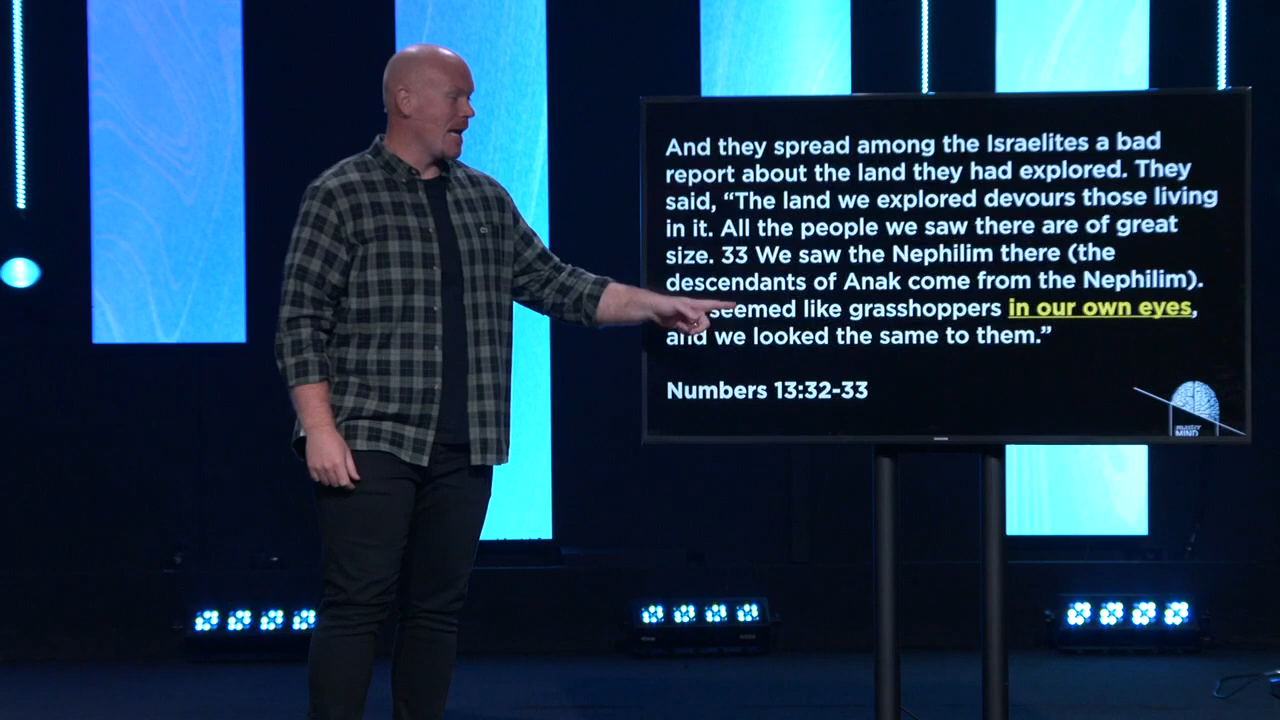 And they spread among the Israelites a bad
report about the land they had explored. They
said, “The land we explored devours those living
in it. All the people we saw there are of great
size. 33 We saw the Nephilim there (the
descendants of Anak come from the Nephilim).
seemed like grasshoppers in our own eyes,
and we looked the same to them.”
Numbers 13:32-33
MIND